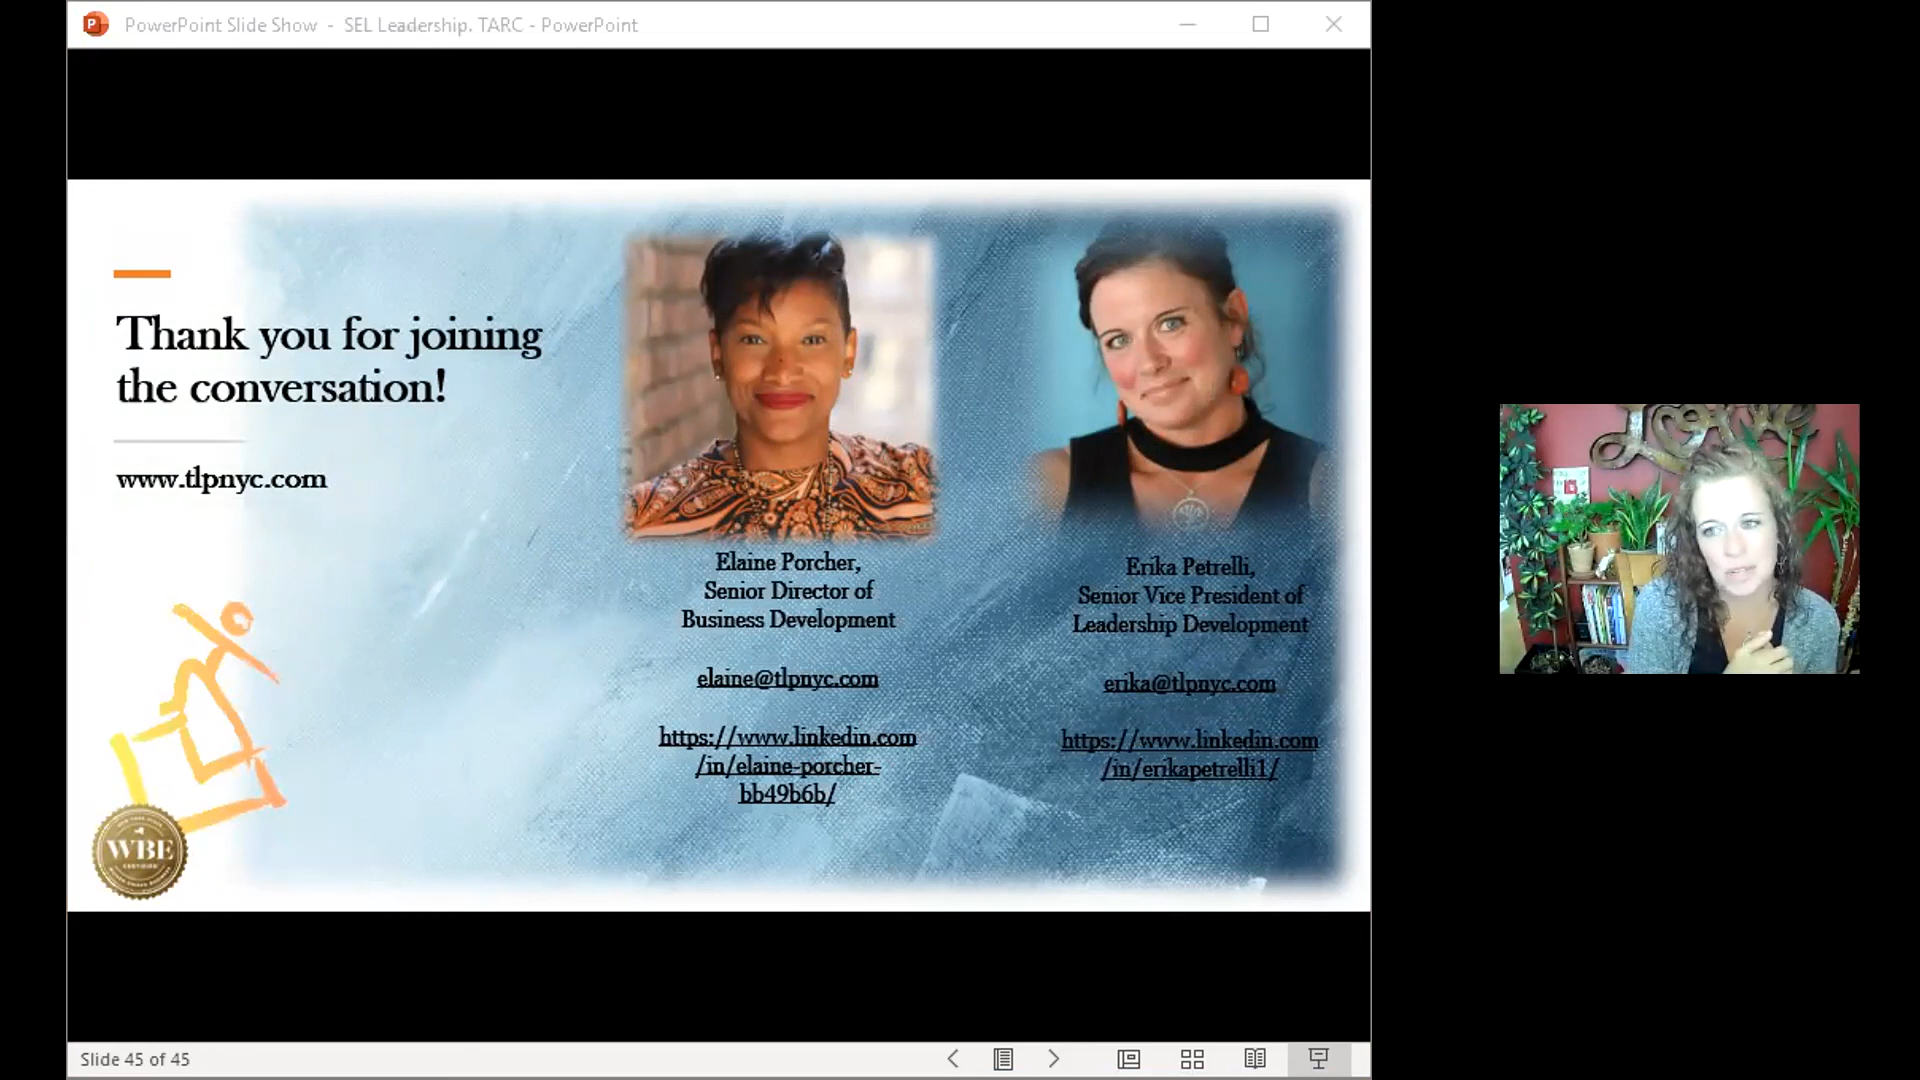 PowerPoint Slide Show - SEL Leadership. TARC - PowerPoint
Thank you for joining
the conversation!
www.tlpnyc.com
Elaine Porcher,
Senior Director of
Business Development
elaine@tlpnyc.com
https://www.linkedin.com
/in/elaine-porcher-
bb49b6b/
Erika Petrelli,
Senior Vice President of
Leadership Development
erika@tlpnyc.com
https://www.linkedin.com
/in/erikapetrelli1/
WBE
CERTIFIED
Slide 45 of 45